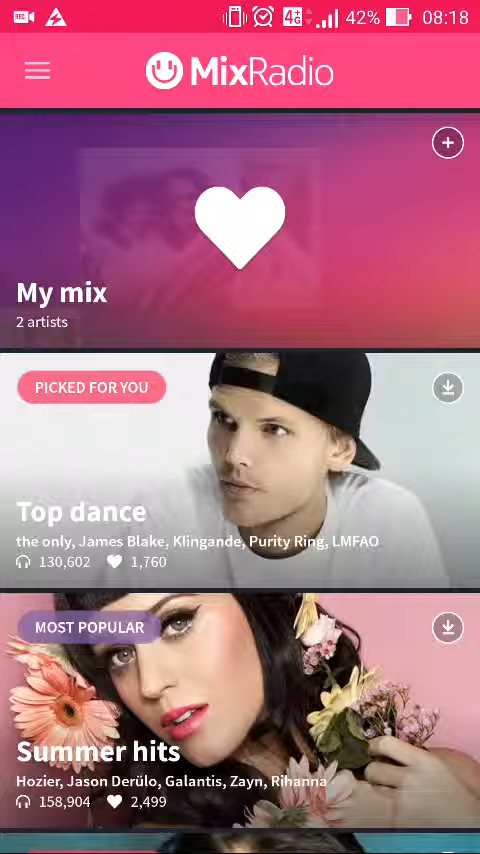 REC 4G 42% 08:18
MixRadio
My mix
2 artists
PICKED FOR YOU
Top dance
the only, James Blake, Klingande, Purity Ring, LMFAO
130,602 1,760
MOST POPULAR
Summer hits
Hozier, Jason Derülo, Galantis, Zayn, Rihanna
158,904 2,499